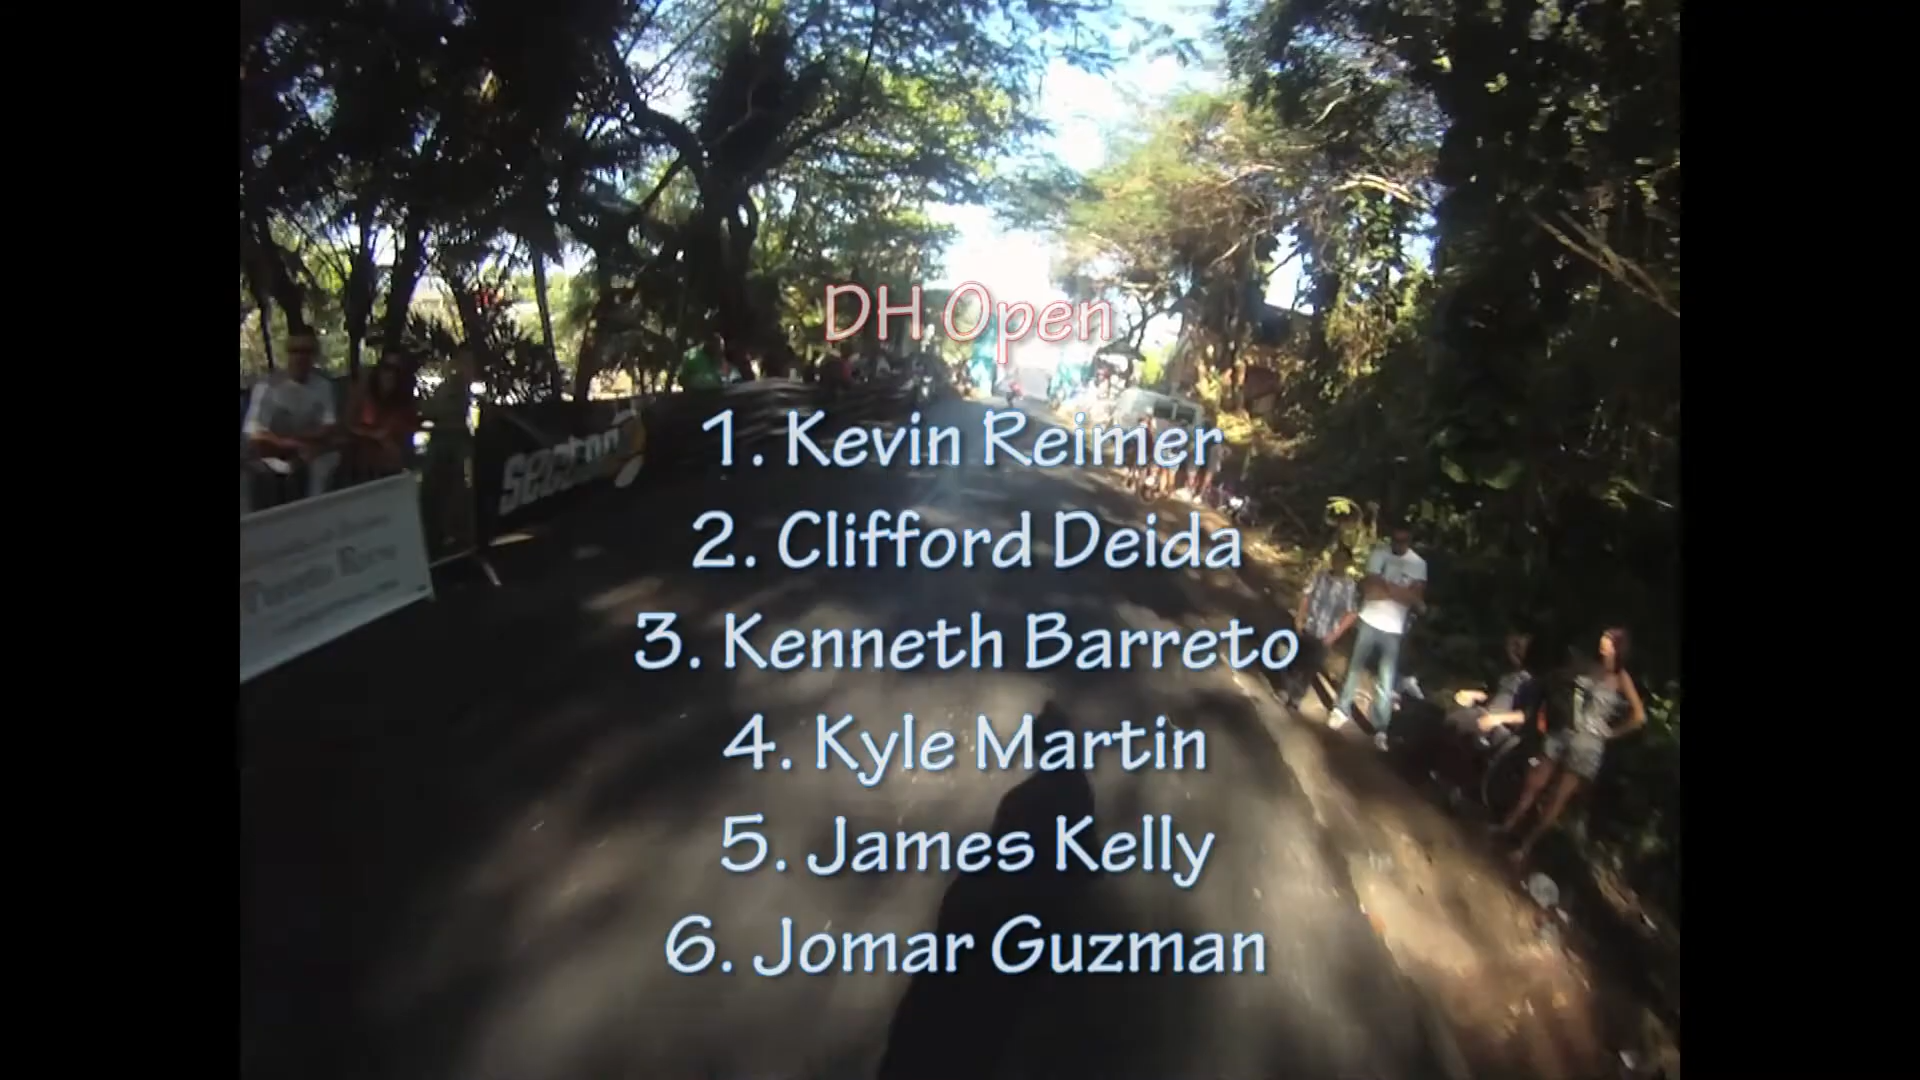 DH Open
1. Kevin Reimer
2. Clifford Deida
3. Kenneth Barreto
4. Kyle Martin
5. James Kelly
6. Jomar Guzman